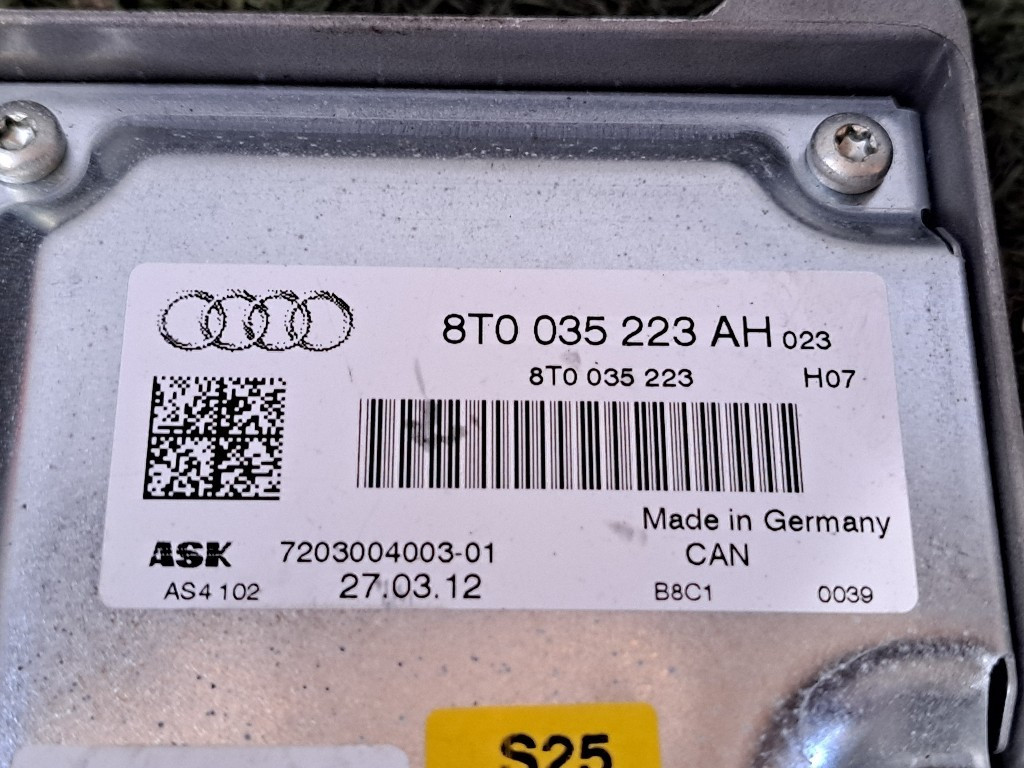 8T0 035 223 AH 023
8T0 035 223 H07
Made in Germany
ASK 7203004003-01 CAN
AS4 102 27.03.12 B8C1 0039
S25